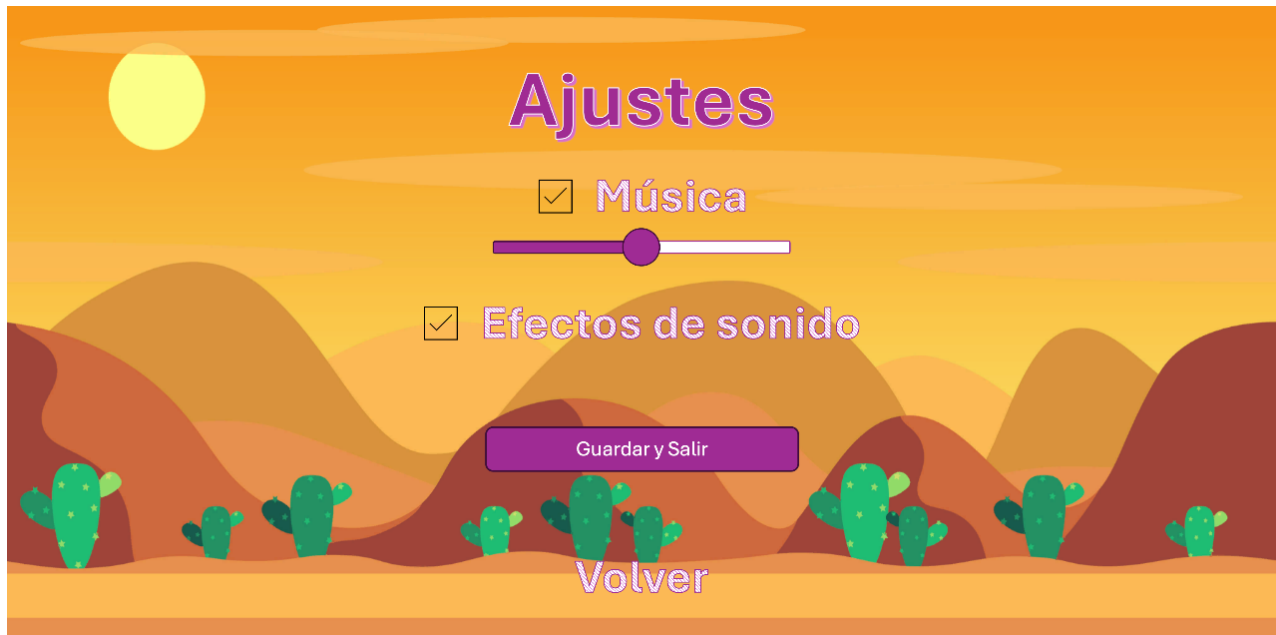 Ajustes
Música
Efectos de sonido
Guardar y Salir
Volver